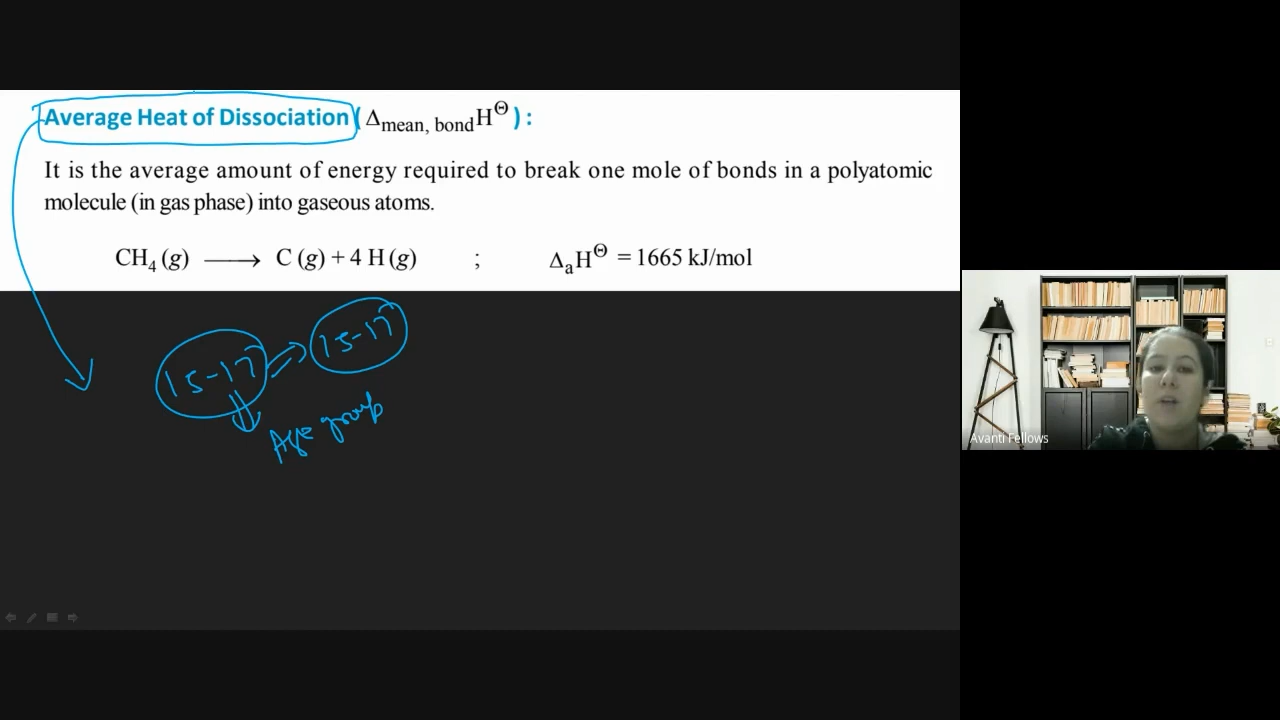 Average Heat of Dissociation (Δmean, bondH⊖) :
It is the average amount of energy required to break one mole of bonds in a polyatomic
molecule (in gas phase) into gaseous atoms.
CH₄ (g) ⟶ C (g) + 4 H (g) ; ΔₐH⊖ = 1665 kJ/mol
15-17 ⇒ 15-17
Age group
Avanti Fellows